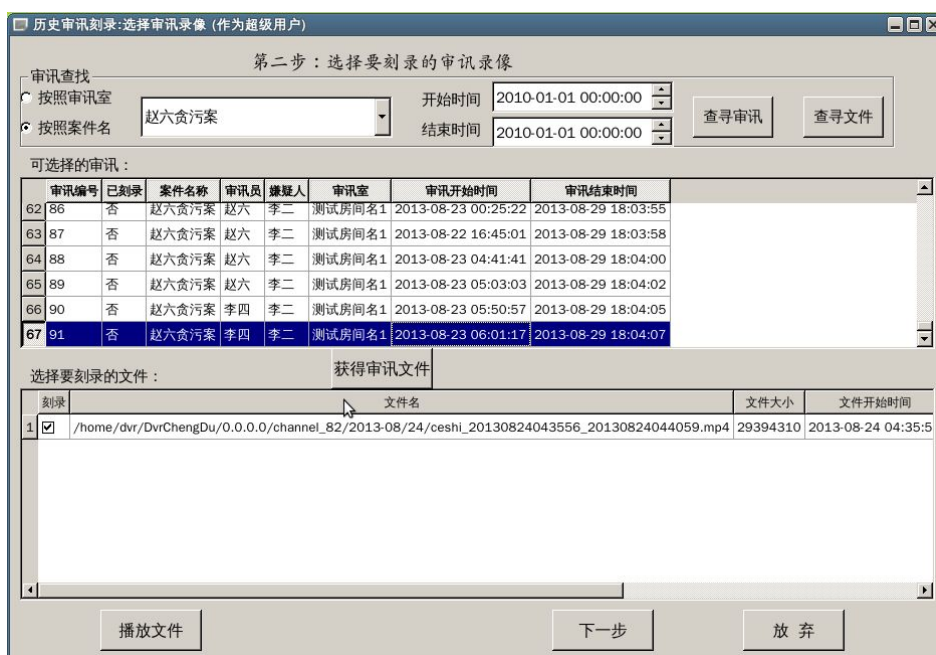 历史审讯刻录:选择审讯录像 (作为超级用户)
第二步：选择要刻录的审讯录像
审讯查找
按照审讯室
按照案件名
赵六贪污案
开始时间 2010-01-01 00:00:00
结束时间 2010-01-01 00:00:00
查寻审讯 查寻文件
可选择的审讯：
审讯编号 已刻录 案件名称 审讯员 嫌疑人 审讯室 审讯开始时间 审讯结束时间
62 86 否 赵六贪污案 赵六 李二 测试房间名1 2013-08-23 00:25:22 2013-08-29 18:03:55
63 87 否 赵六贪污案 赵六 李二 测试房间名1 2013-08-22 16:45:01 2013-08-29 18:03:58
64 88 否 赵六贪污案 赵六 李二 测试房间名1 2013-08-23 04:41:41 2013-08-29 18:04:00
65 89 否 赵六贪污案 赵六 李二 测试房间名1 2013-08-23 05:03:03 2013-08-29 18:04:02
66 90 否 赵六贪污案 李四 李二 测试房间名1 2013-08-23 05:50:57 2013-08-29 18:04:05
67 91 否 赵六贪污案 李四 李二 测试房间名1 2013-08-23 06:01:17 2013-08-29 18:04:07
选择要刻录的文件： 获得审讯文件
刻录 文件名 文件大小 文件开始时间
1 /home/dvr/DvrChengDu/0.0.0.0/channel_82/2013-08/24/ceshi_20130824043556_20130824044059.mp4 29394310 2013-08-24 04:35:5
播放文件 下一步 放 弃